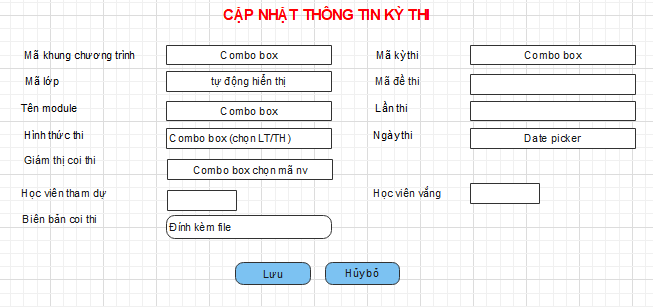 CẬP NHẬT THÔNG TIN KỲ THI
Mã khung chương trình Combo box Mã kỳ thi Combo box
Mã lớp tự động hiển thị Mã đề thi
Tên module Combo box Lần thi
Hình thức thi Combo box (chọn LT/TH) Ngày thi Date picker
Giám thị coi thi Combo box chọn mã nv
Học viên tham dự Học viên vắng
Biên bản coi thi Đính kèm file
Lưu Hủy bỏ